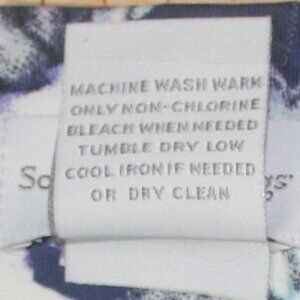 MACHINE WASH WARM
ONLY NON-CHLORINE
BLEACH WHEN NEEDED
TUMBLE DRY LOW
COOL IRON IF NEEDED
OR DRY CLEAN